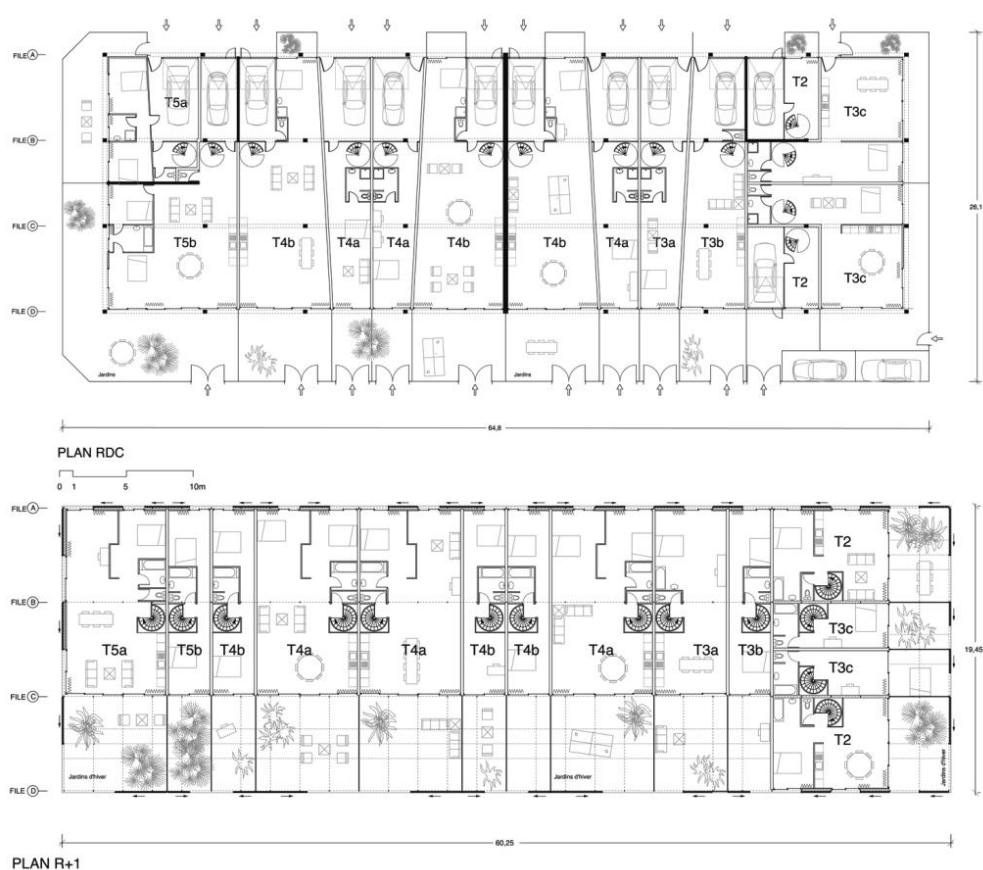 FILE A
T5a
T2
T3c
FILE B
26,1
FILE C
T5b
T4b
T4a
T4a
T4b
T4b
T4a
T3a
T3b
T2
T3c
FILE D
Jardins
Jardins
64,8
PLAN RDC
0 1 5 10m
FILE A
T2
FILE B
T5a
T5b
T4b
T4a
T4a
T4b
T4b
T4a
T3a
T3b
T3c
19,45
T3c
FILE C
T2
Jardins d'hiver
Jardins d'hiver
Jardins d'hiver
FILE D
60,25
PLAN R+1